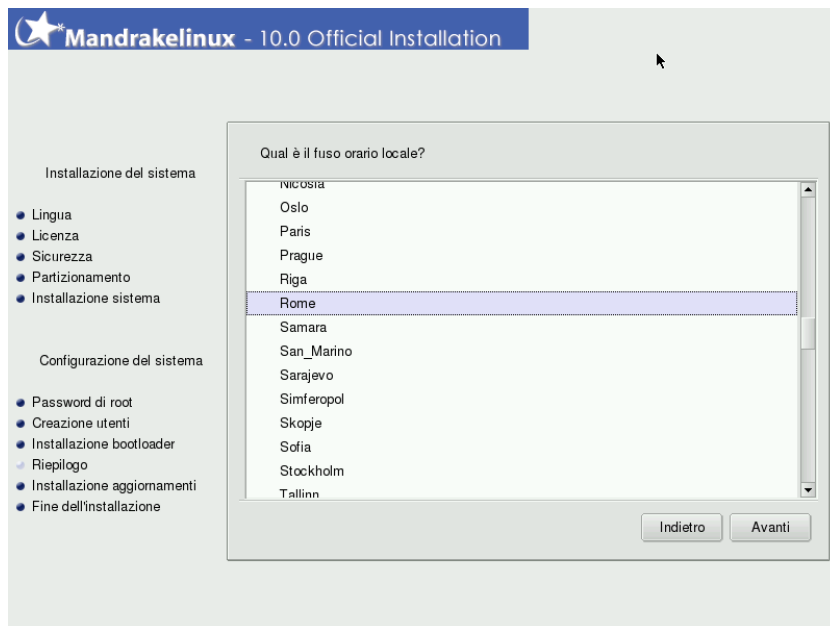 Mandrakelinux - 10.0 Official Installation
Installazione del sistema
Lingua
Licenza
Sicurezza
Partizionamento
Installazione sistema
Configurazione del sistema
Password di root
Creazione utenti
Installazione bootloader
Riepilogo
Installazione aggiornamenti
Fine dell'installazione
Qual è il fuso orario locale?
Nicosia
Oslo
Paris
Prague
Riga
Rome
Samara
San_Marino
Sarajevo
Simferopol
Skopje
Sofia
Stockholm
Tallinn
Indietro Avanti